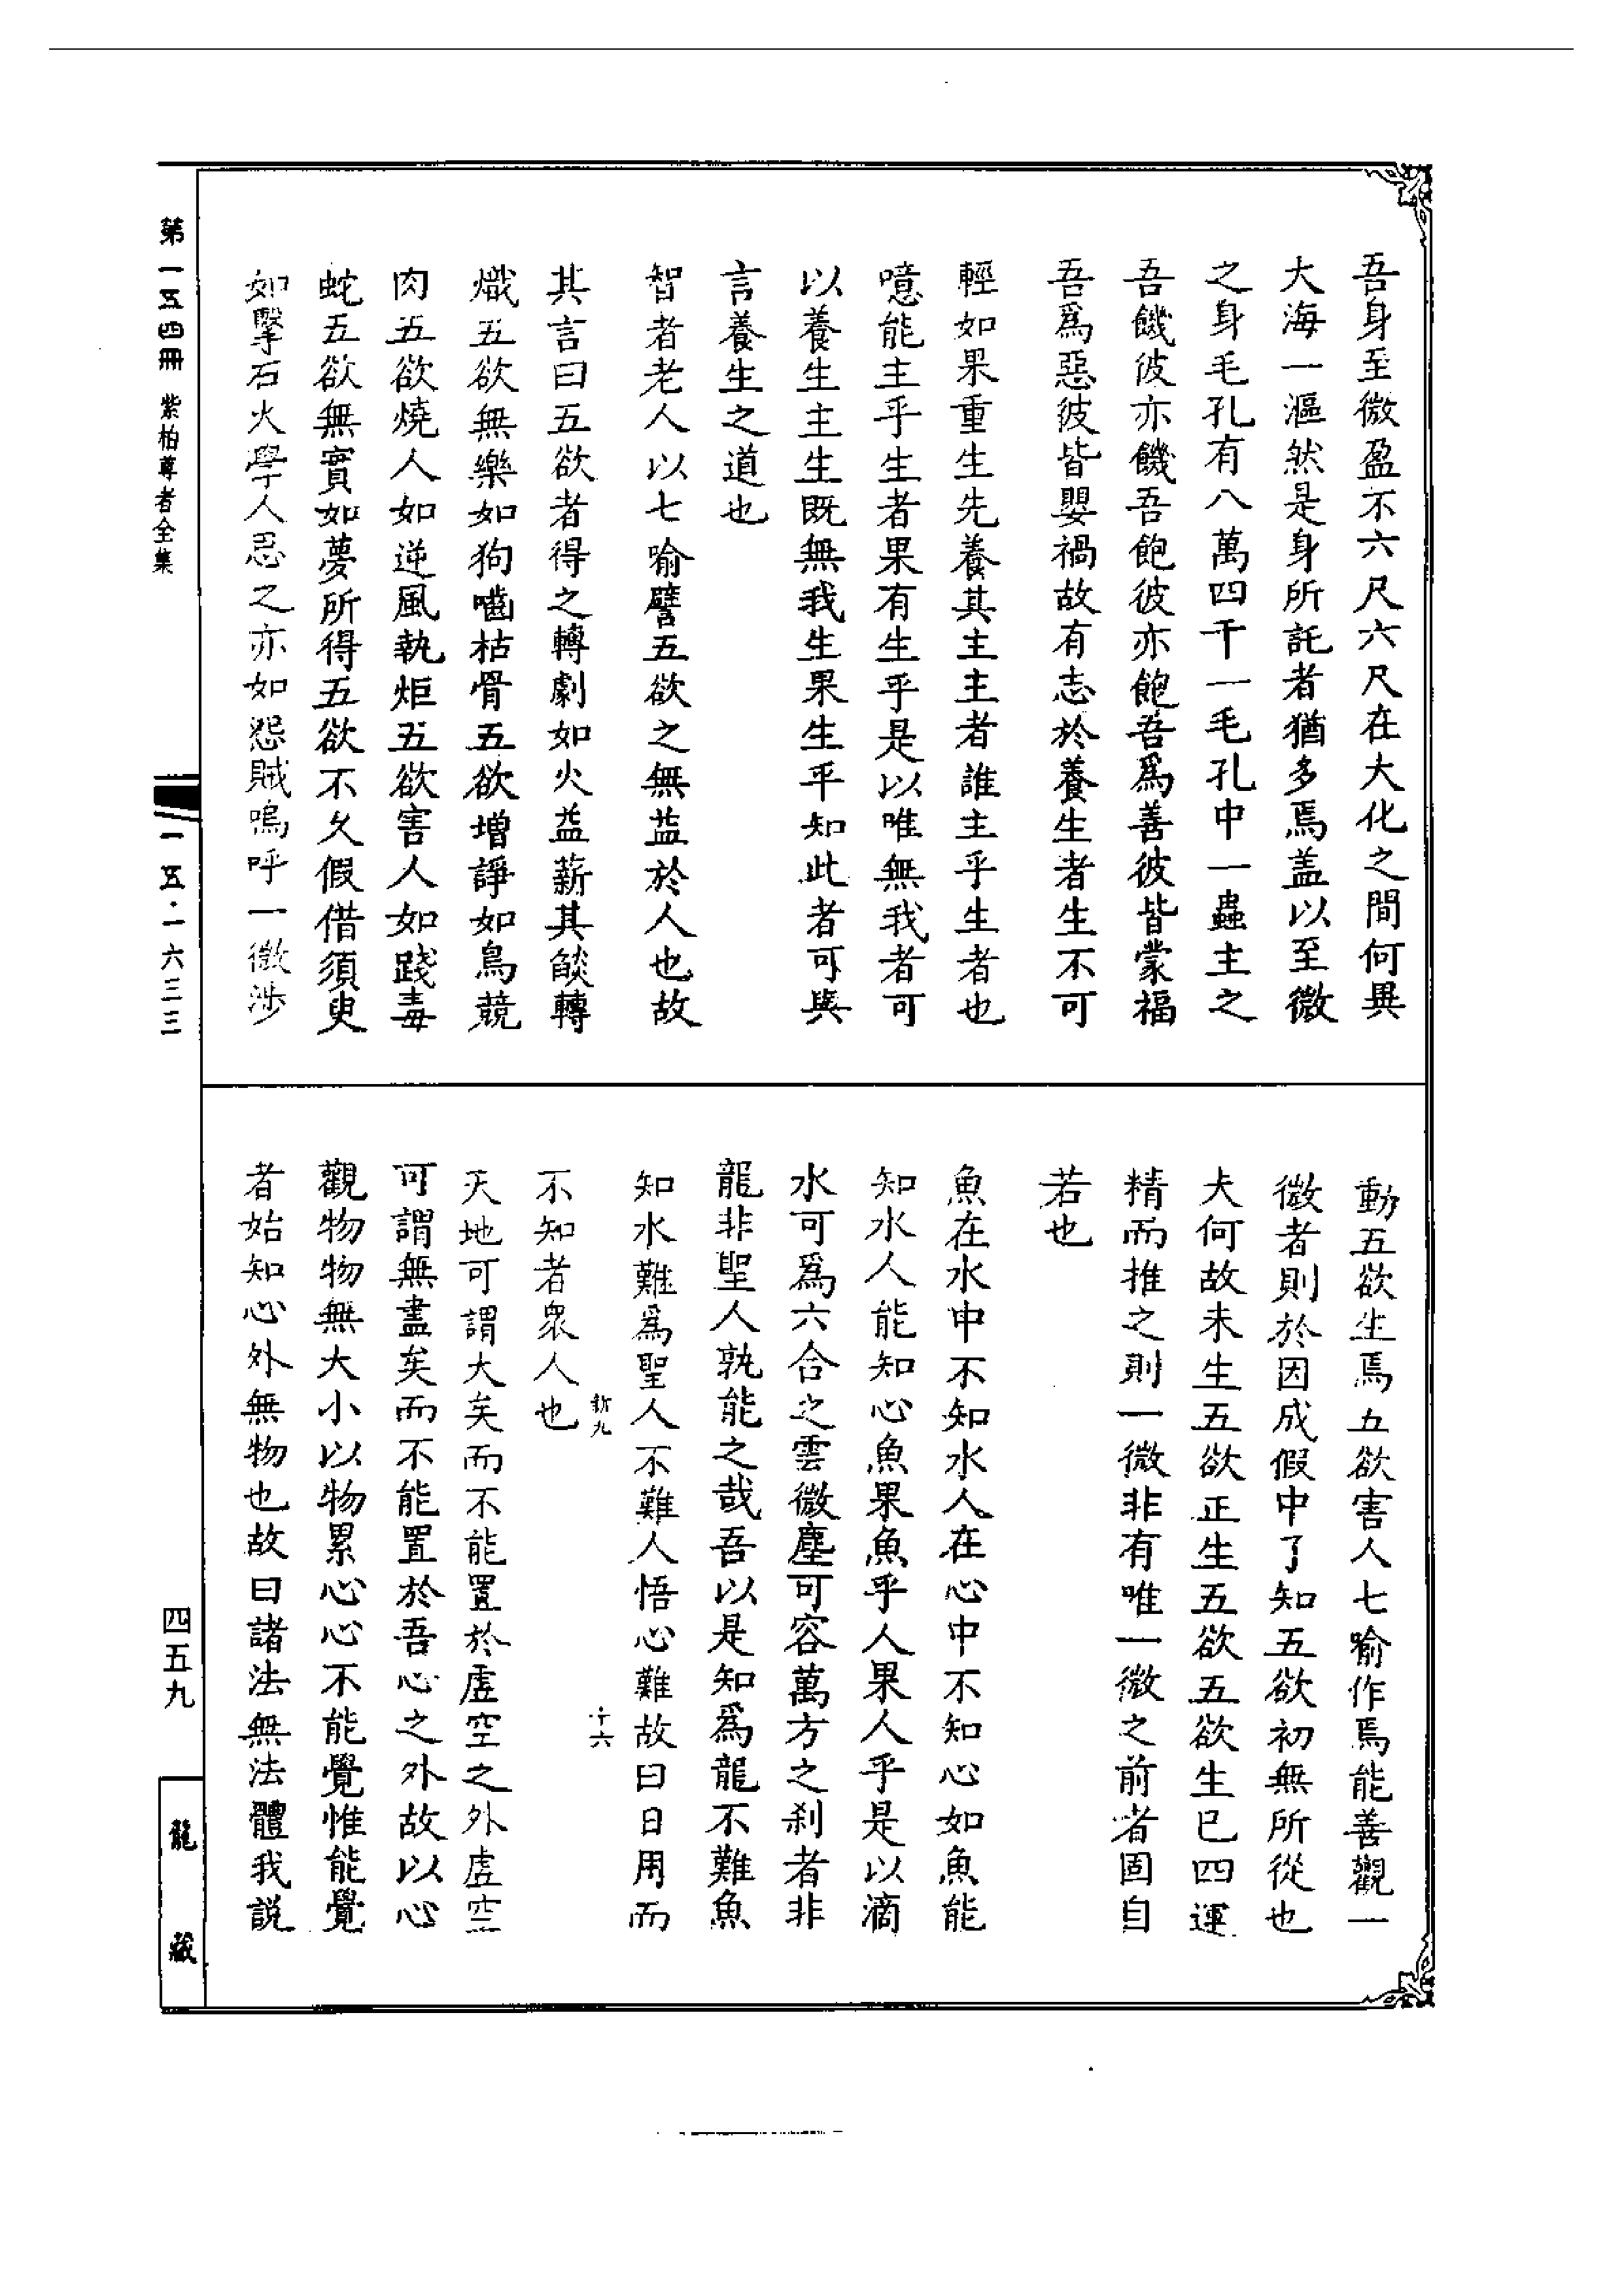 吾身至微盈不六尺六尺在大化之間何異
大海一漚然是身所託者猶多焉盖以至微
之身毛孔有八萬四千一毛孔中一蟲主之
吾饑彼亦饑吾飽彼亦飽吾爲善彼皆蒙福
吾爲惡彼皆嬰禍故有志於養生者生不可
輕如果重生先養其主主者誰主乎生者也
噫能主乎生者果有生乎是以唯無我者可
以養生主生既無我生果生乎知此者可與
言養生之道也
智者老人以七喻譬五欲之無益於人也故
其言曰五欲者得之轉劇如火益薪其燄轉
熾五欲無樂如狗嚙枯骨五欲增諍如鳥競
肉五欲燒人如逆風執炬五欲害人如踐毒
蛇五欲無實如夢所得五欲不久假借須臾
如擊石火學人思之亦如怨賊嗚呼一微涉
動五欲生焉五欲害人七喻作焉能善觀一
微者則於因成假中了知五欲初無所從也
夫何故未生五欲正生五欲五欲生已四運
精而推之則一微非有唯一微之前者固自
若也
魚在水中不知水人在心中不知心如魚能
知水人能知心魚果魚乎人果人乎是以滴
水可爲六合之雲微塵可容萬方之刹者非
龍非聖人孰能之哉吾以是知爲龍不難魚
知水難爲聖人不難人悟心難故曰日用而
不知者衆人也
新九
十六
天地可謂大矣而不能置於虛空之外虛空
可謂無盡矣而不能置於吾心之外故以心
觀物物無大小以物累心心不能覺惟能覺
者始知心外無物也故曰諸法無法體我説
第一五四冊 紫柏尊者全集
一五·一六三三
四五九
龍藏